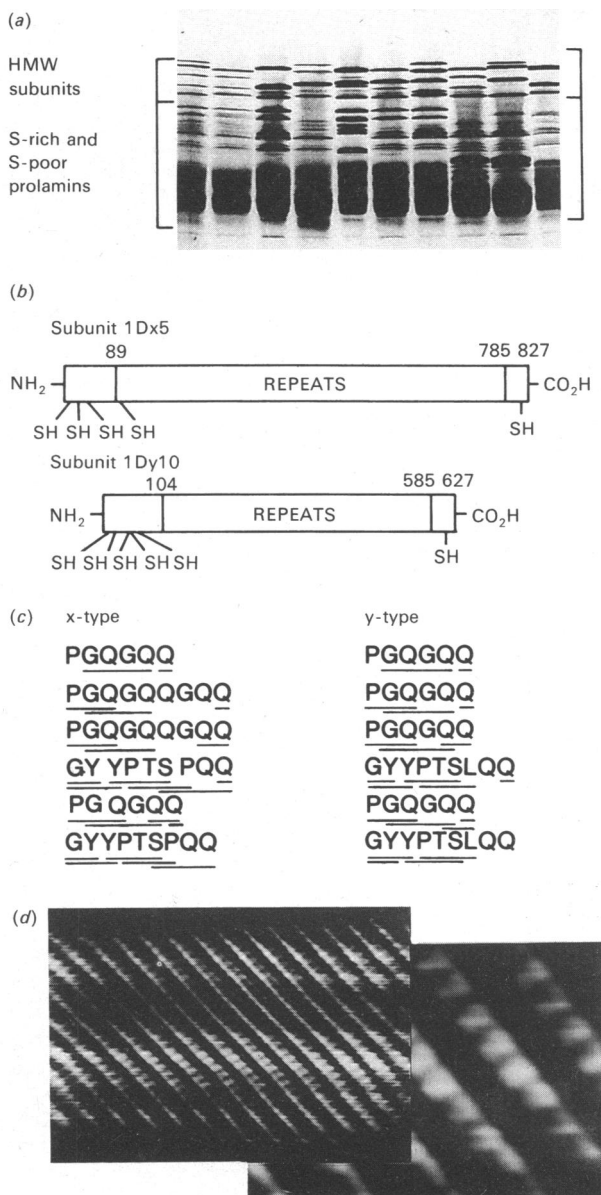 (a)
HMW
subunits
S-rich and
S-poor
prolamins
(b)
Subunit 1Dx5
89 785 827
NH2 REPEATS CO2H
SH SH SH SH
SH
Subunit 1Dy10
104 585 627
NH2 REPEATS CO2H
SH SH SH SH SH
SH
(c) x-type y-type
PGQGQQ PGQGQQ
PGQGQQGQQ PGQGQQ
PGQGQQGQQ PGQGQQ
GY YPTS PQQ GYYPTSLQQ
PG QGQQ PGQGQQ
GYYPTSPQQ GYYPTSLQQ
(d)